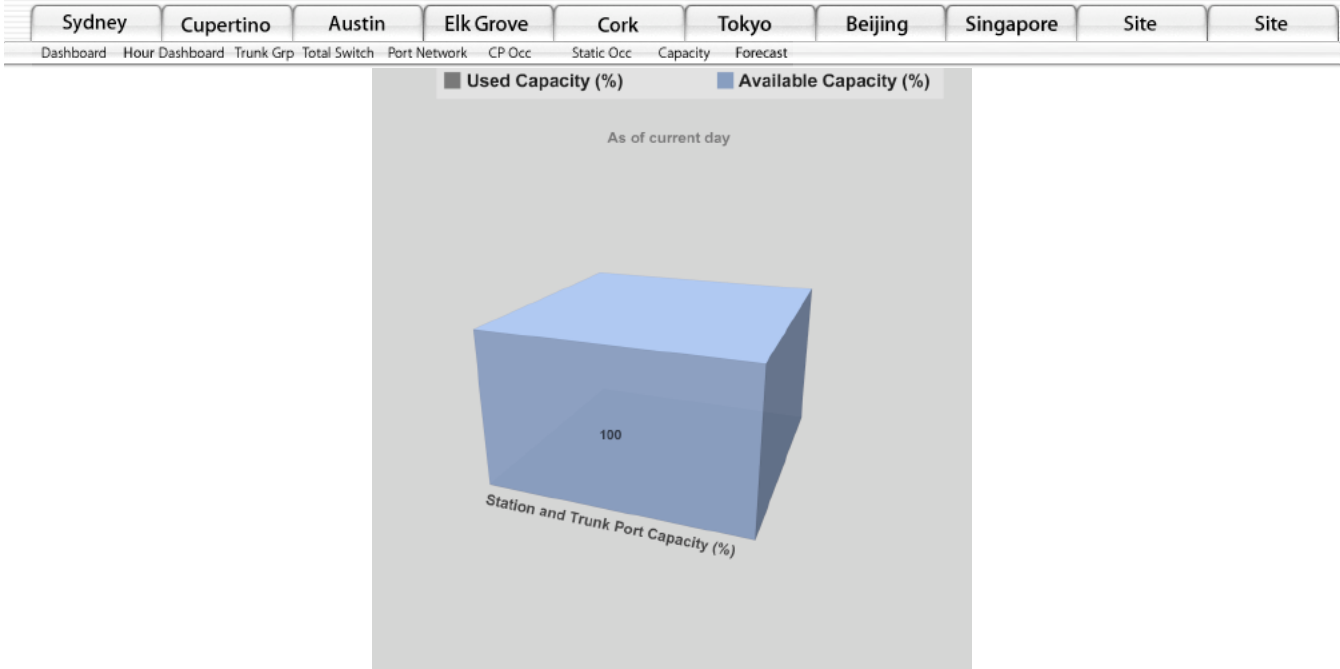 Sydney Cupertino Austin Elk Grove Cork Tokyo Beijing Singapore Site Site
Dashboard Hour Dashboard Trunk Grp Total Switch Port Network CP Occ Static Occ Capacity Forecast
Used Capacity (%) Available Capacity (%)
As of current day
100
Station and Trunk Port Capacity (%)